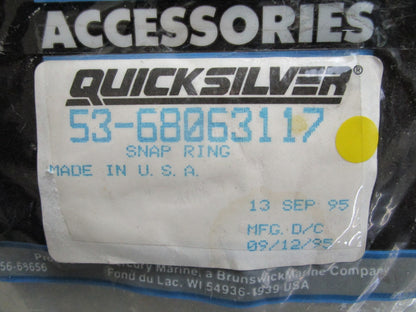 ACCESSORIES
QUICKSILVER®
53-68063117
SNAP RING
MADE IN U.S.A.
13 SEP 95
MFG. D/C
09/12/95
Marine, a Brunswick Marine Company
Fond du Lac, WI 54936-1939 USA